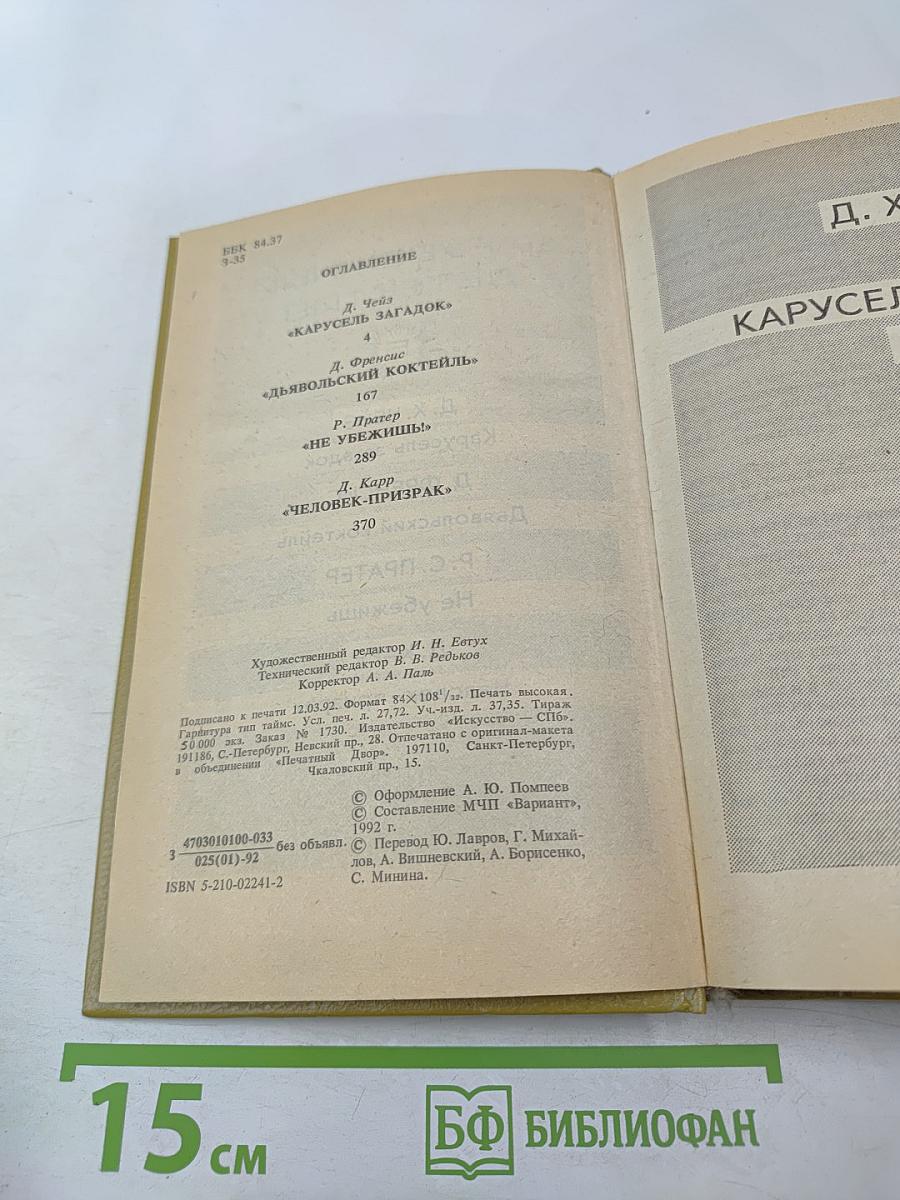 ББК 84.37
З-35
ОГЛАВЛЕНИЕ
Д. Чейз
«КАРУСЕЛЬ ЗАГАДОК»
4
Д. Френсис
«ДЬЯВОЛЬСКИЙ КОКТЕЙЛЬ»
167
Р. Пратер
«НЕ УБЕЖИШЬ!»
289
Д. Карр
«ЧЕЛОВЕК-ПРИЗРАК»
370
Художественный редактор И. Н. Евтух
Технический редактор В. В. Редьков
Корректор А. А. Паль
Подписано к печати 12.03.92. Формат 84×108¹/₃₂. Печать высокая.
Гарнитура тип таймс. Усл. печ. л. 27,72. Уч.-изд. л. 37,35. Тираж
50 000 экз. Заказ № 1730. Издательство «Искусство — СПб».
191186, С.-Петербург, Невский пр., 28. Отпечатано с оригинал-макета
в объединении «Печатный Двор». 197110, Санкт-Петербург,
Чкаловский пр., 15.
© Оформление А. Ю. Помпеев
© Составление МЧП «Вариант»,
1992 г.
З 4703010100-033
025(01)-92
без объявл.
© Перевод Ю. Лавров, Г. Михай-
лов, А. Вишневский, А. Борисенко,
С. Минина.
ISBN 5-210-02241-2
Д. Х
КАРУСЕЛ
15 см
БФ БИБЛИОФАН